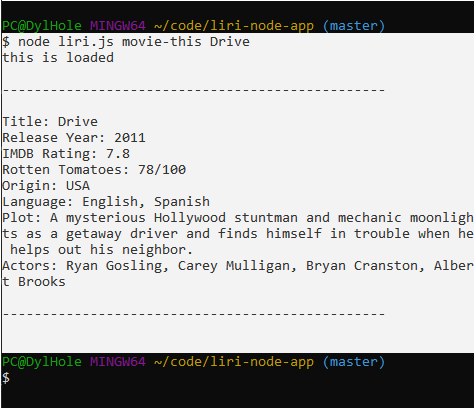 PC@DylHole MINGW64 ~/code/liri-node-app (master)
$ node liri.js movie-this Drive
this is loaded
------------------------------------------------
Title: Drive
Release Year: 2011
IMDB Rating: 7.8
Rotten Tomatoes: 78/100
Origin: USA
Language: English, Spanish
Plot: A mysterious Hollywood stuntman and mechanic moonligh
ts as a getaway driver and finds himself in trouble when he
 helps out his neighbor.
Actors: Ryan Gosling, Carey Mulligan, Bryan Cranston, Alber
t Brooks
------------------------------------------------
PC@DylHole MINGW64 ~/code/liri-node-app (master)
$